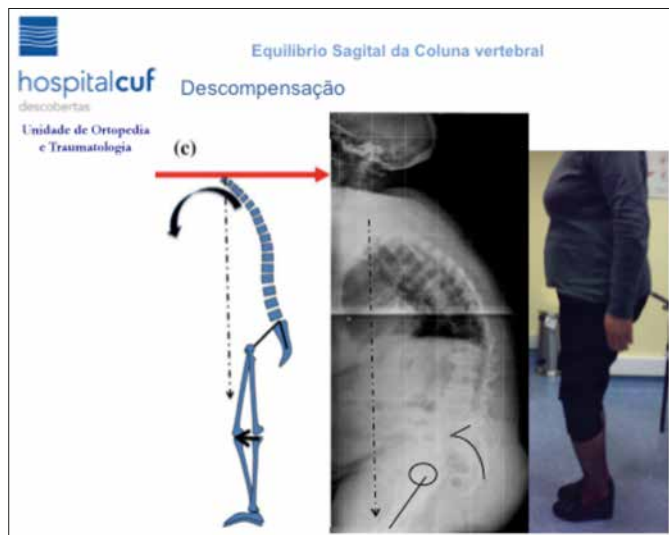 Equilibrio Sagital da Coluna vertebral
hospitalcuf
descobertas
Descompensação
Unidade de Ortopedia
e Traumatologia
(c)